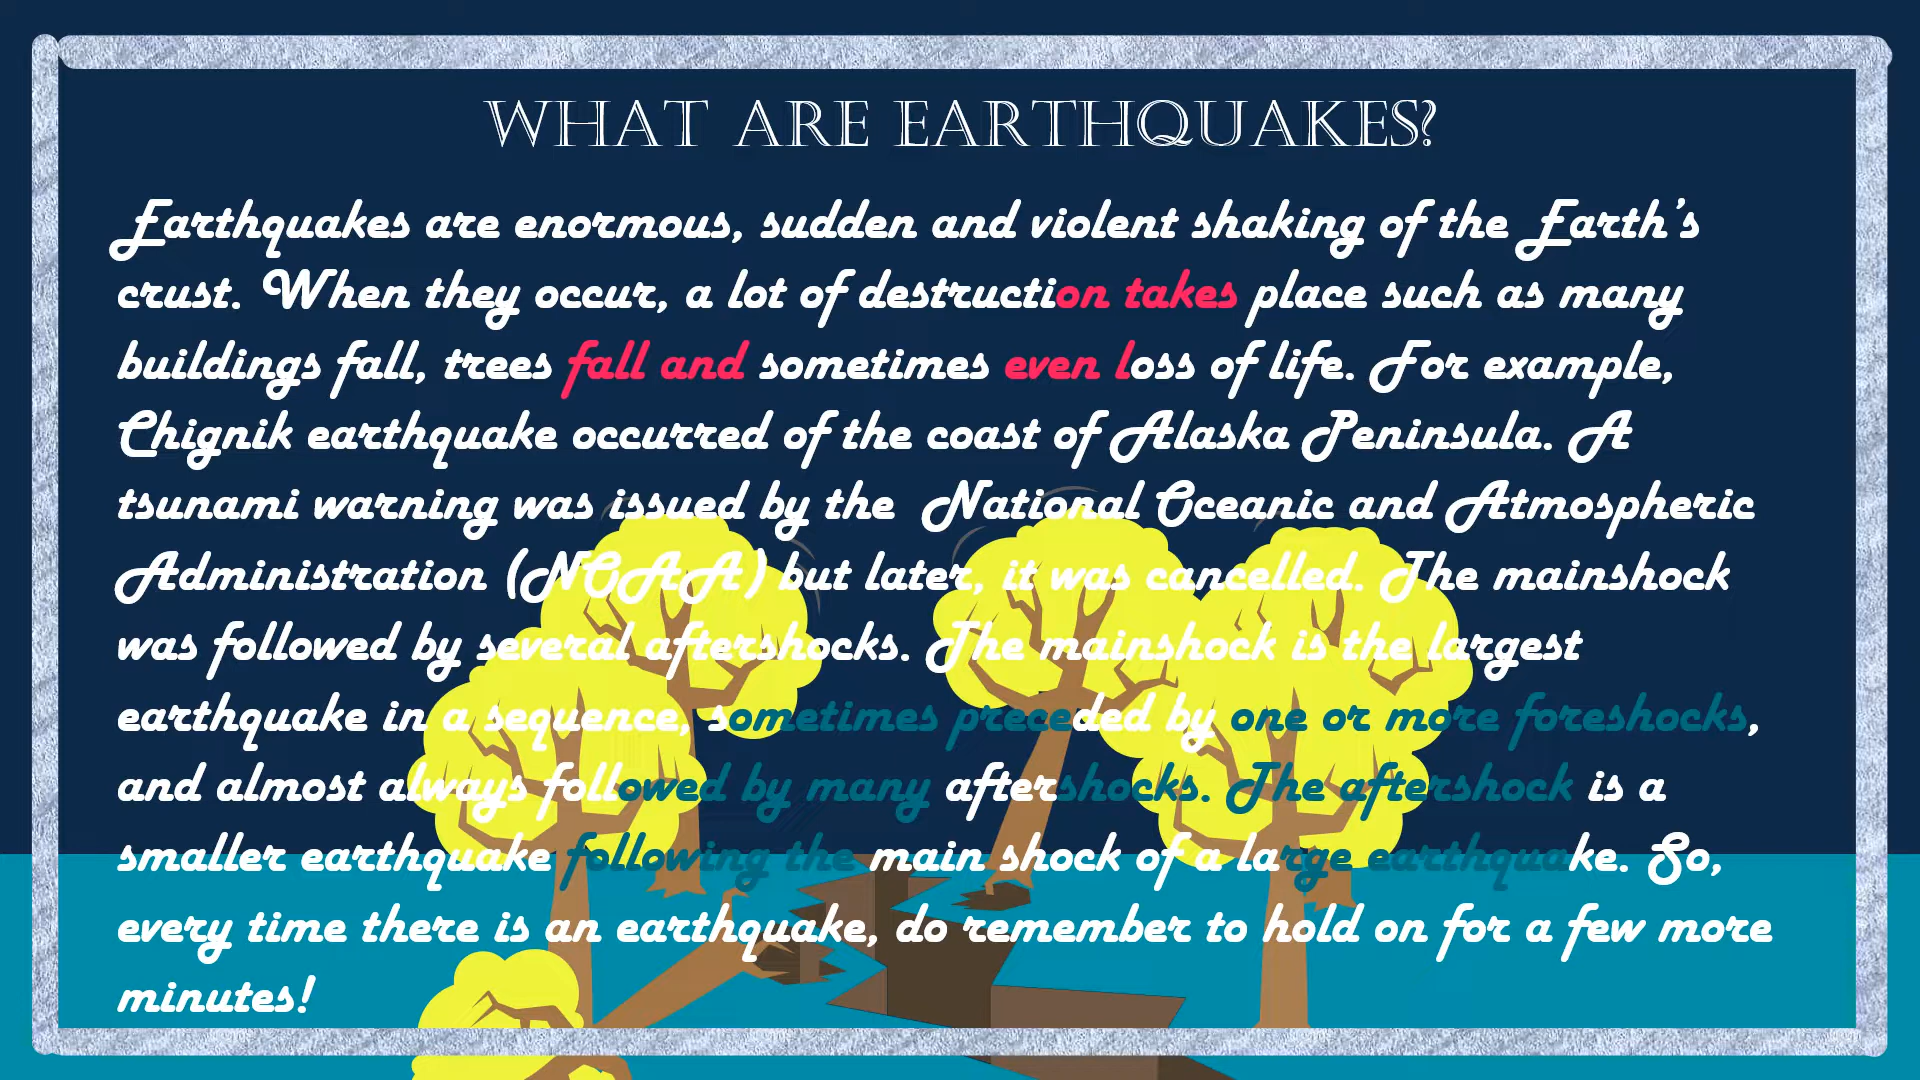 WHAT ARE EARTHQUAKES?
Earthquakes are enormous, sudden and violent shaking of the Earth’s
crust. When they occur, a lot of destruction takes place such as many
buildings fall, trees fall and sometimes even loss of life. For example,
Chignik earthquake occurred of the coast of Alaska Peninsula. A
tsunami warning was issued by the National Oceanic and Atmospheric
Administration (NOAA) but later, it was cancelled. The mainshock
was followed by several aftershocks. The mainshock is the largest
earthquake in a sequence, sometimes preceded by one or more foreshocks,
and almost always followed by many aftershocks. The aftershock is a
smaller earthquake following the main shock of a large earthquake. So,
every time there is an earthquake, do remember to hold on for a few more
minutes!